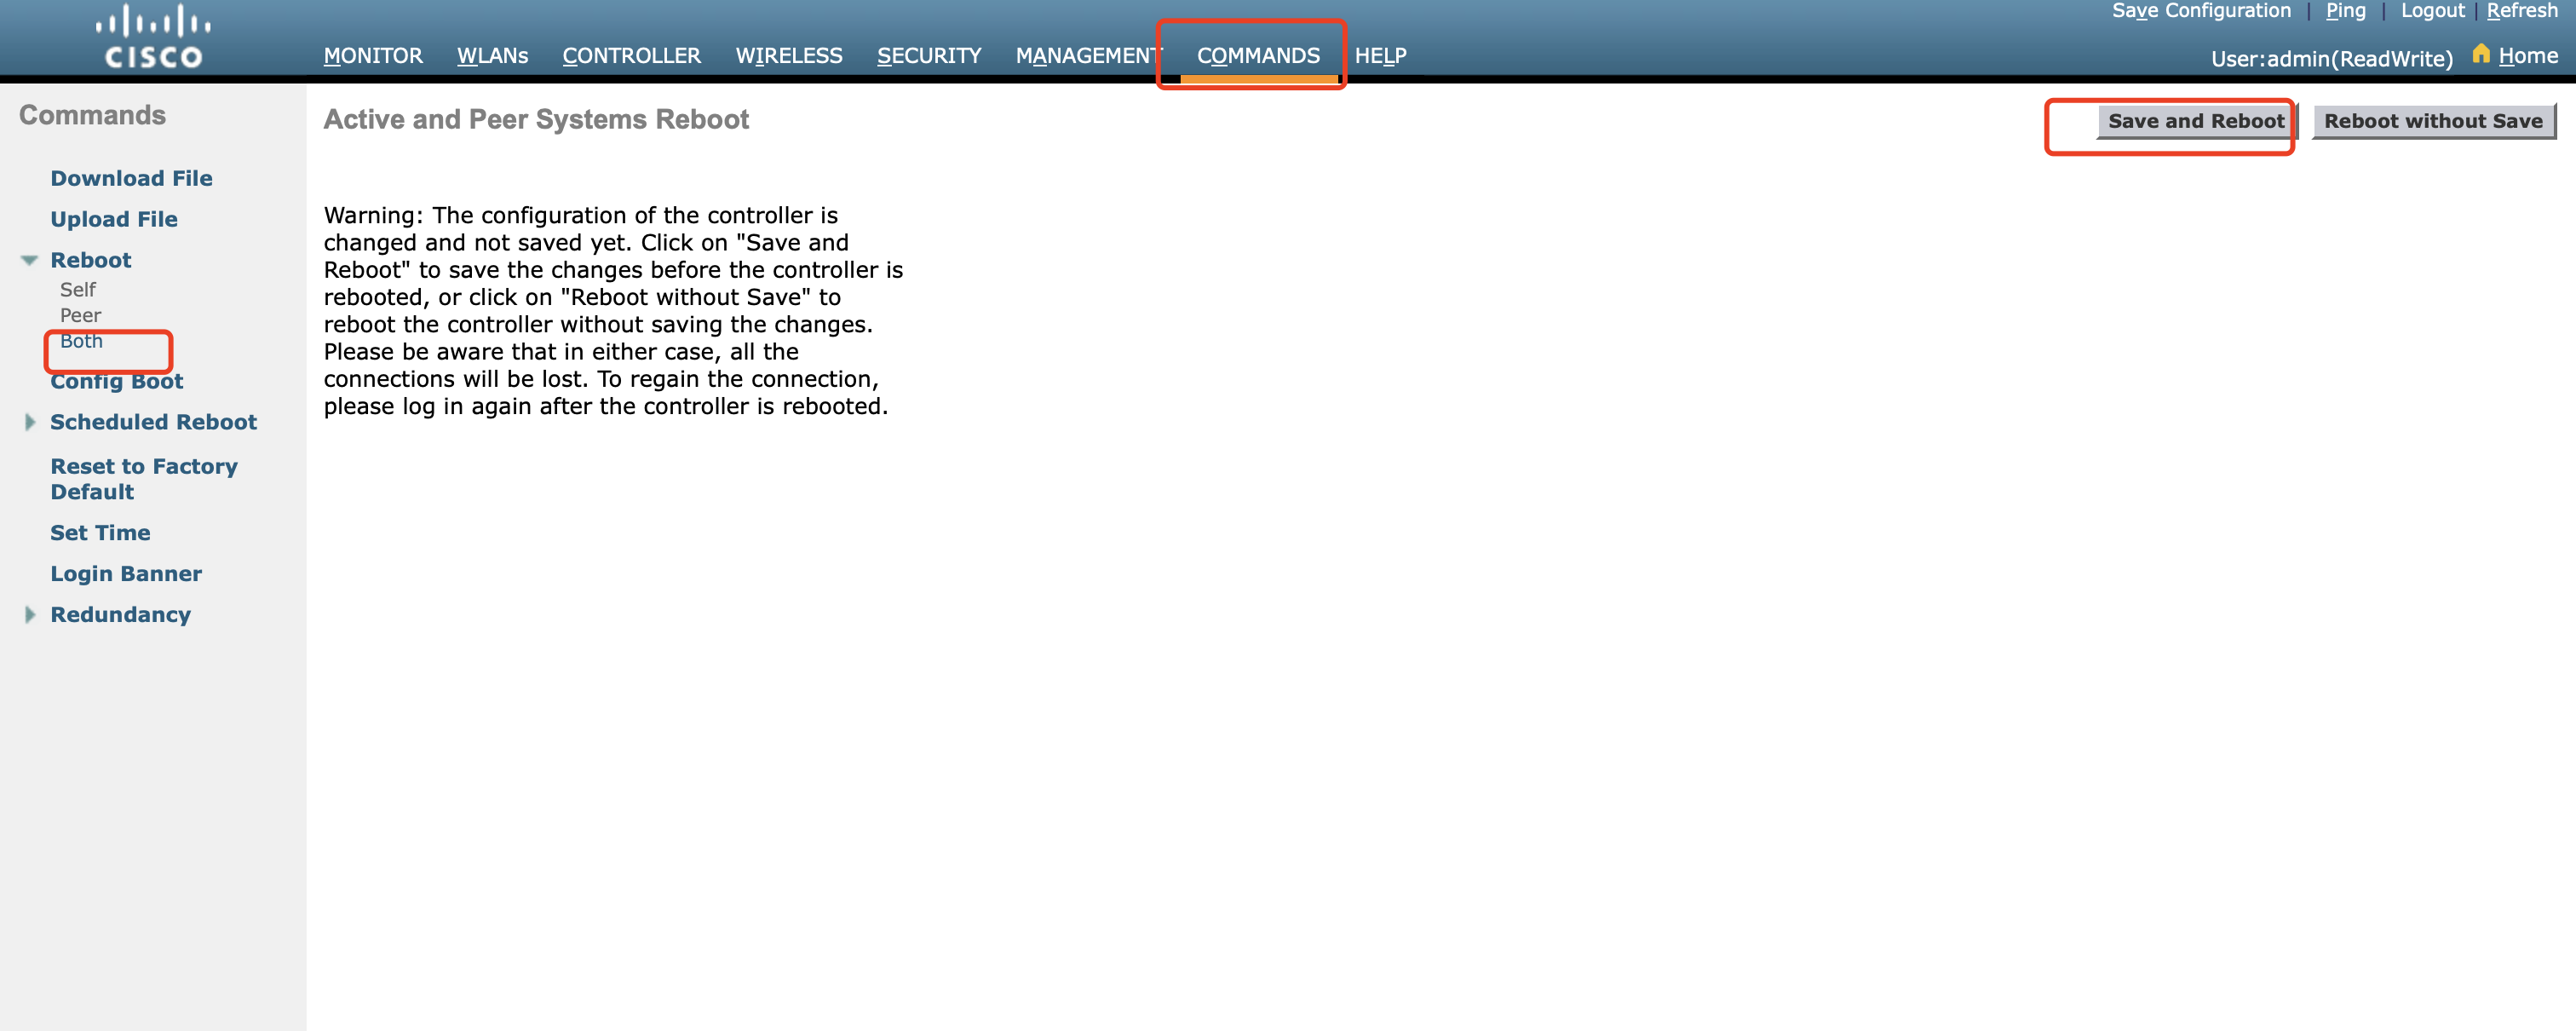 Save Configuration | Ping | Logout | Refresh
CISCO
MONITOR WLANs CONTROLLER WIRELESS SECURITY MANAGEMENT COMMANDS HELP
User:admin(ReadWrite) Home
Commands
Download File
Upload File
Reboot
Self
Peer
Both
Config Boot
Scheduled Reboot
Reset to Factory
Default
Set Time
Login Banner
Redundancy
Active and Peer Systems Reboot
Save and Reboot
Reboot without Save
Warning: The configuration of the controller is
changed and not saved yet. Click on "Save and
Reboot" to save the changes before the controller is
rebooted, or click on "Reboot without Save" to
reboot the controller without saving the changes.
Please be aware that in either case, all the
connections will be lost. To regain the connection,
please log in again after the controller is rebooted.